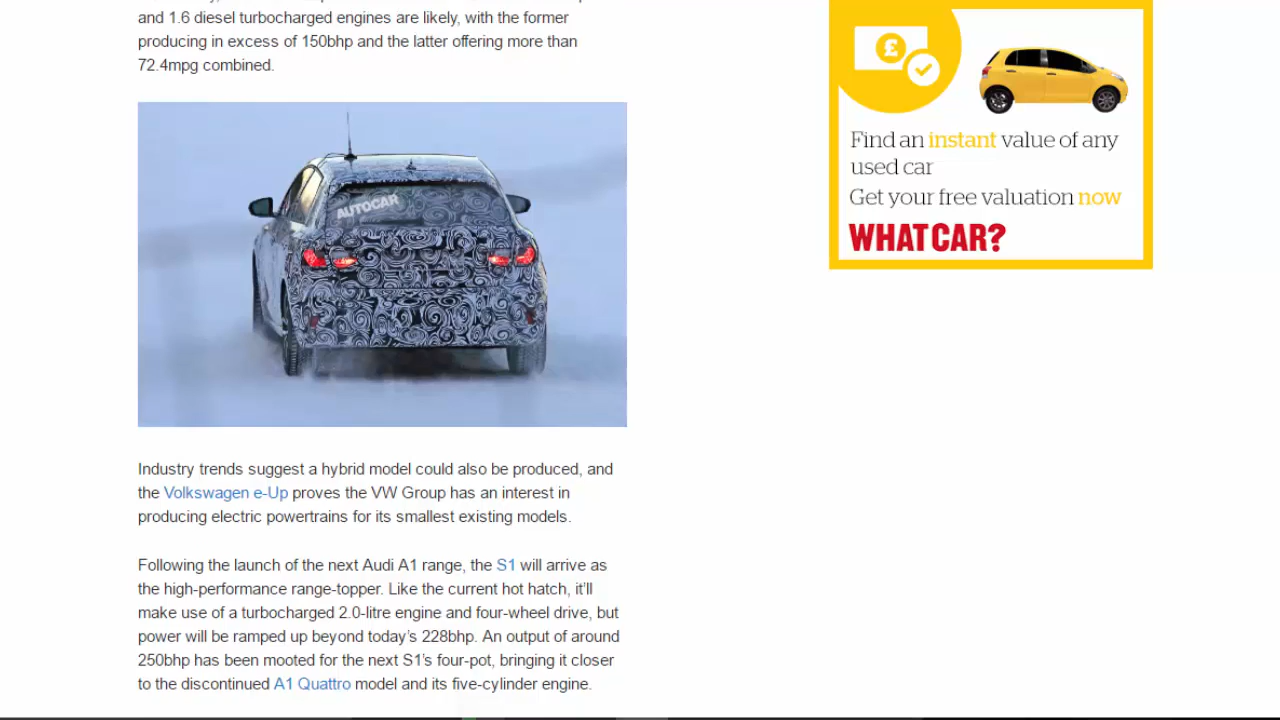 and 1.6 diesel turbocharged engines are likely, with the former
producing in excess of 150bhp and the latter offering more than
72.4mpg combined.
AUTOCAR
Industry trends suggest a hybrid model could also be produced, and
the Volkswagen e-Up proves the VW Group has an interest in
producing electric powertrains for its smallest existing models.
Following the launch of the next Audi A1 range, the S1 will arrive as
the high-performance range-topper. Like the current hot hatch, it’ll
make use of a turbocharged 2.0-litre engine and four-wheel drive, but
power will be ramped up beyond today’s 228bhp. An output of around
250bhp has been mooted for the next S1’s four-pot, bringing it closer
to the discontinued A1 Quattro model and its five-cylinder engine.
£
Find an instant value of any
used car
Get your free valuation now
WHATCAR?